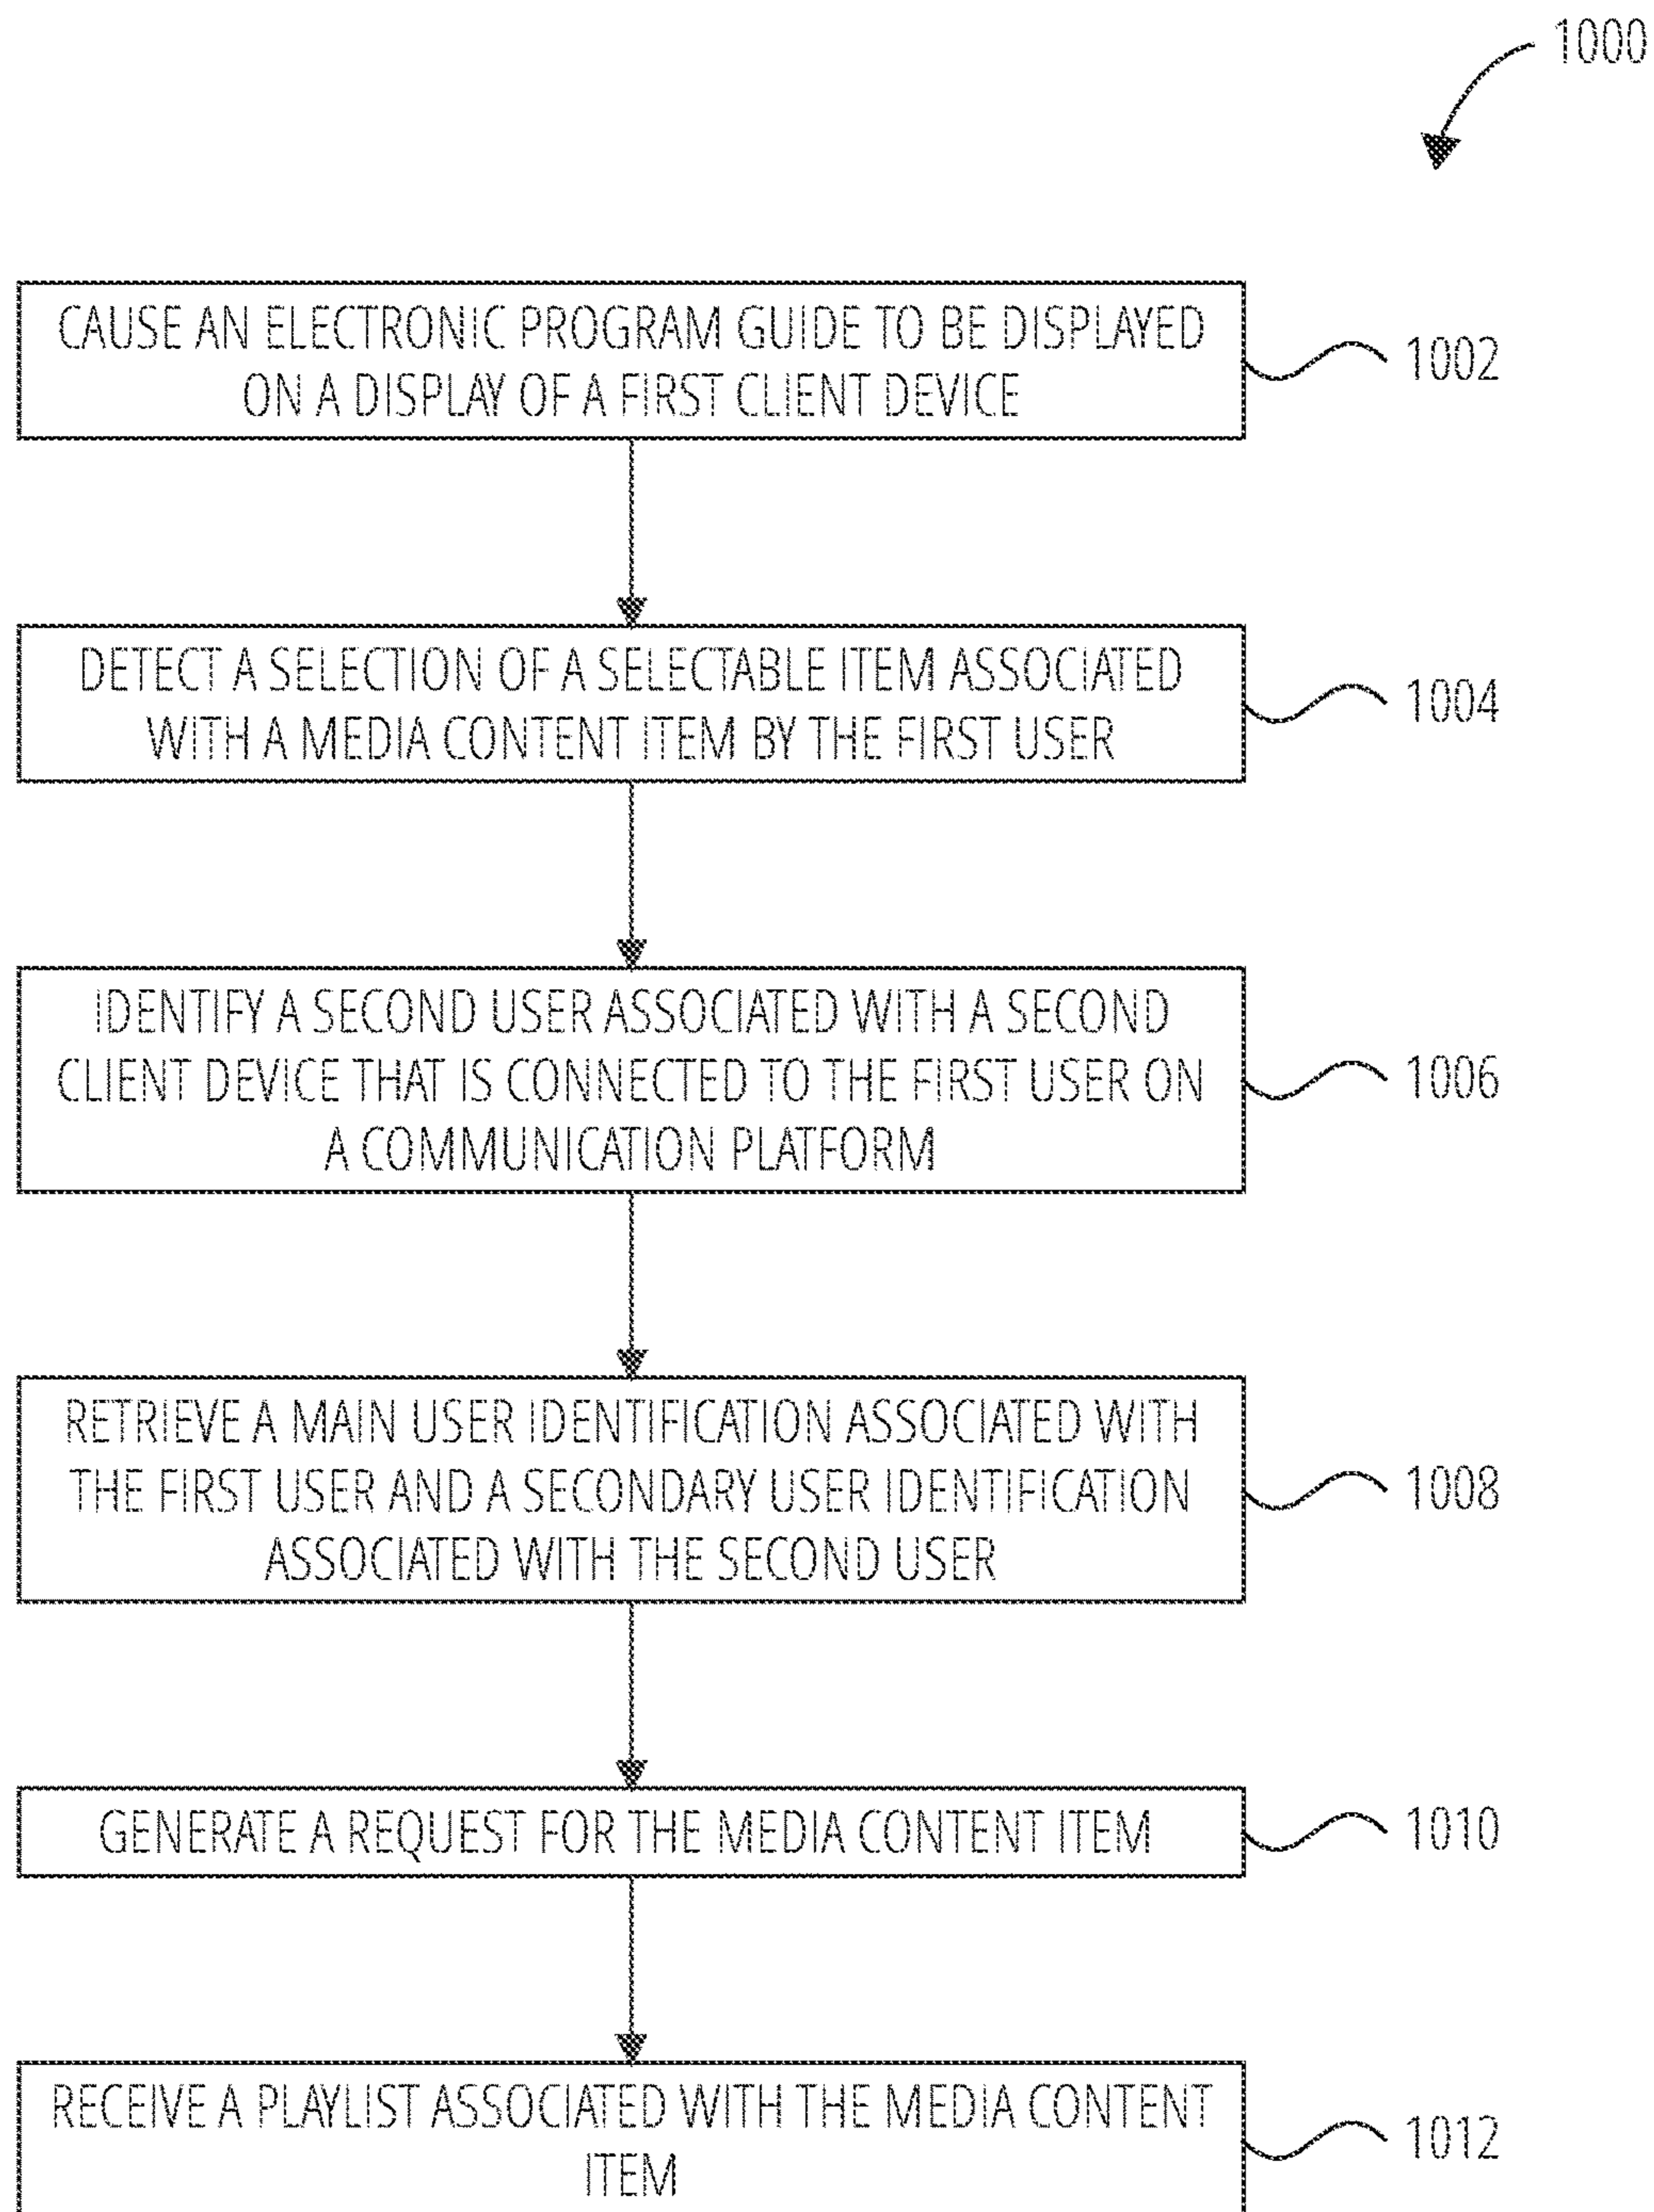 1000
CAUSE AN ELECTRONIC PROGRAM GUIDE TO BE DISPLAYED
ON A DISPLAY OF A FIRST CLIENT DEVICE
1002
DETECT A SELECTION OF A SELECTABLE ITEM ASSOCIATED
WITH A MEDIA CONTENT ITEM BY THE FIRST USER
1004
IDENTIFY A SECOND USER ASSOCIATED WITH A SECOND
CLIENT DEVICE THAT IS CONNECTED TO THE FIRST USER ON
A COMMUNICATION PLATFORM
1006
RETRIEVE A MAIN USER IDENTIFICATION ASSOCIATED WITH
THE FIRST USER AND A SECONDARY USER IDENTIFICATION
ASSOCIATED WITH THE SECOND USER
1008
GENERATE A REQUEST FOR THE MEDIA CONTENT ITEM
1010
RECEIVE A PLAYLIST ASSOCIATED WITH THE MEDIA CONTENT
ITEM
1012